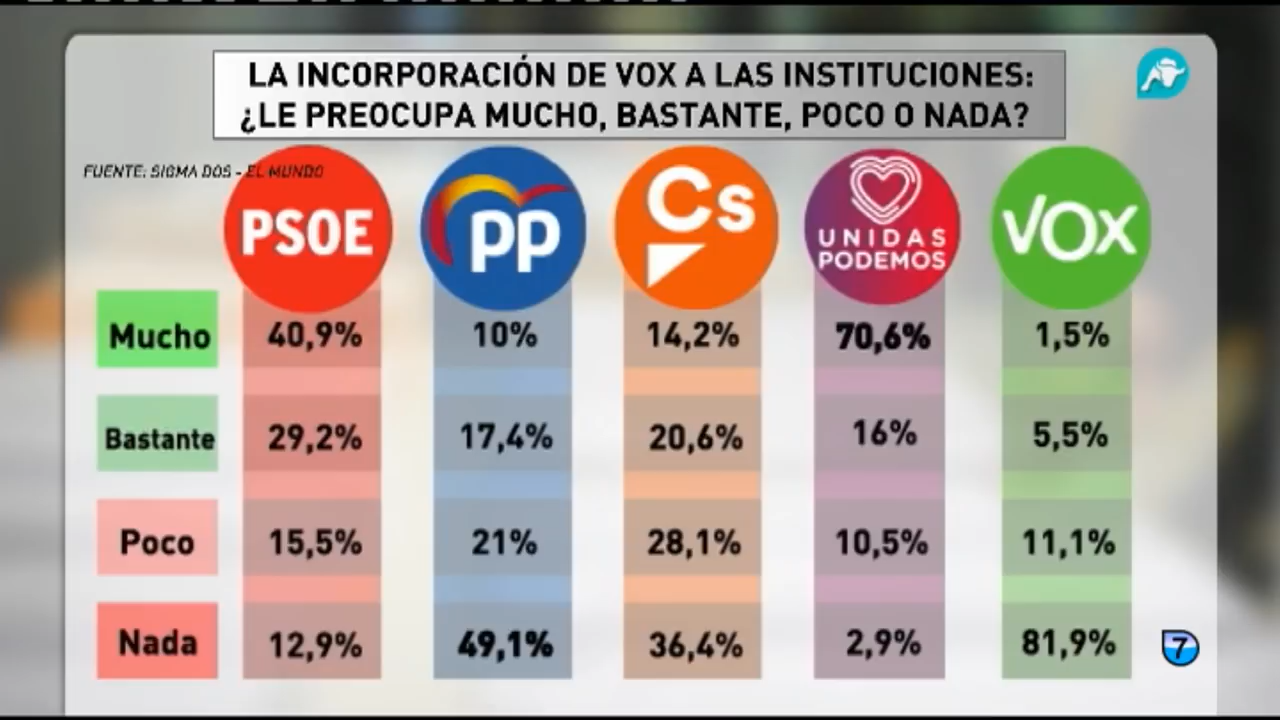 LA INCORPORACIÓN DE VOX A LAS INSTITUCIONES:
¿LE PREOCUPA MUCHO, BASTANTE, POCO O NADA?
FUENTE: SIGMA DOS - EL MUNDO
PSOE
pp
Cs
UNIDAS
PODEMOS
VOX
Mucho 40,9% 10% 14,2% 70,6% 1,5%
Bastante 29,2% 17,4% 20,6% 16% 5,5%
Poco 15,5% 21% 28,1% 10,5% 11,1%
Nada 12,9% 49,1% 36,4% 2,9% 81,9%
7